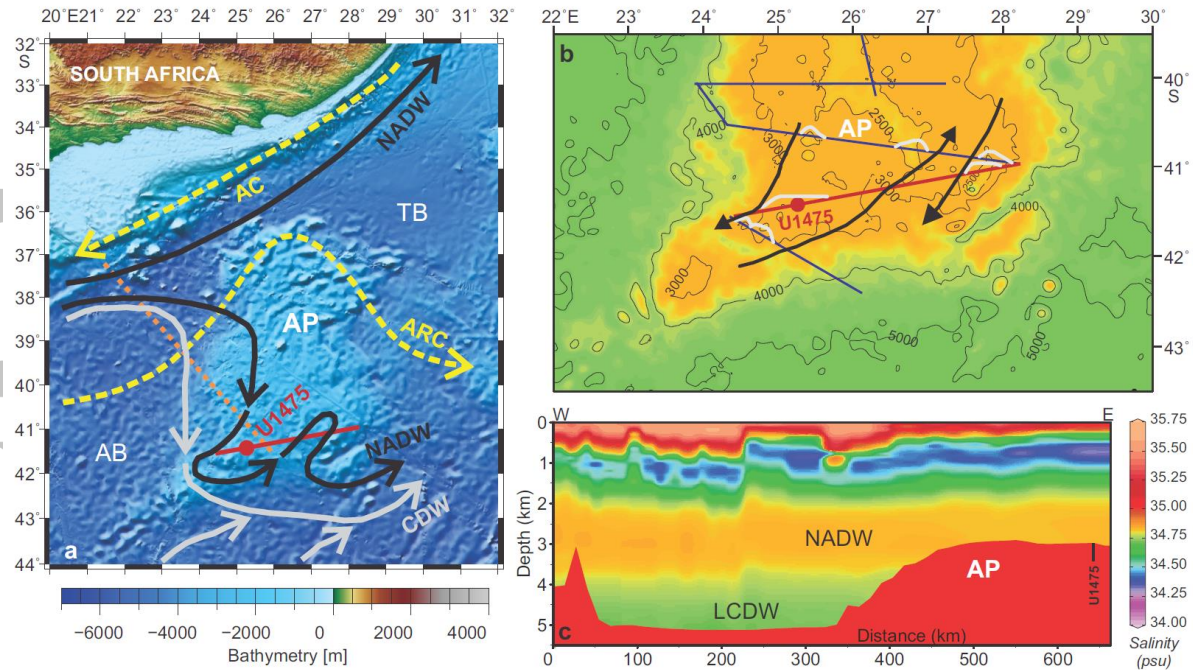 20°E 21° 22° 23° 24° 25° 26° 27° 28° 29° 30° 31° 32°
32°
S
33°
34°
35°
36°
37°
38°
39°
40°
41°
42°
43°
44°
SOUTH AFRICA
NADW
AC
TB
AP
ARC
U1475
AB
NADW
CDW
a
−6000 −4000 −2000 0 2000 4000
Bathymetry [m]
22°E 23° 24° 25° 26° 27° 28° 29° 30°
b
40°
S
41°
42°
43°
4000
3000
AP
2500
3000
2500
U1475
4000
3000
4000
5000
5000
W E
0
1
2
3
4
5
Depth (km)
NADW
AP
LCDW
U1475
c
Distance (km)
0 100 200 300 400 500 600
35.75
35.50
35.25
35.00
34.75
34.50
34.25
34.00
Salinity
(psu)